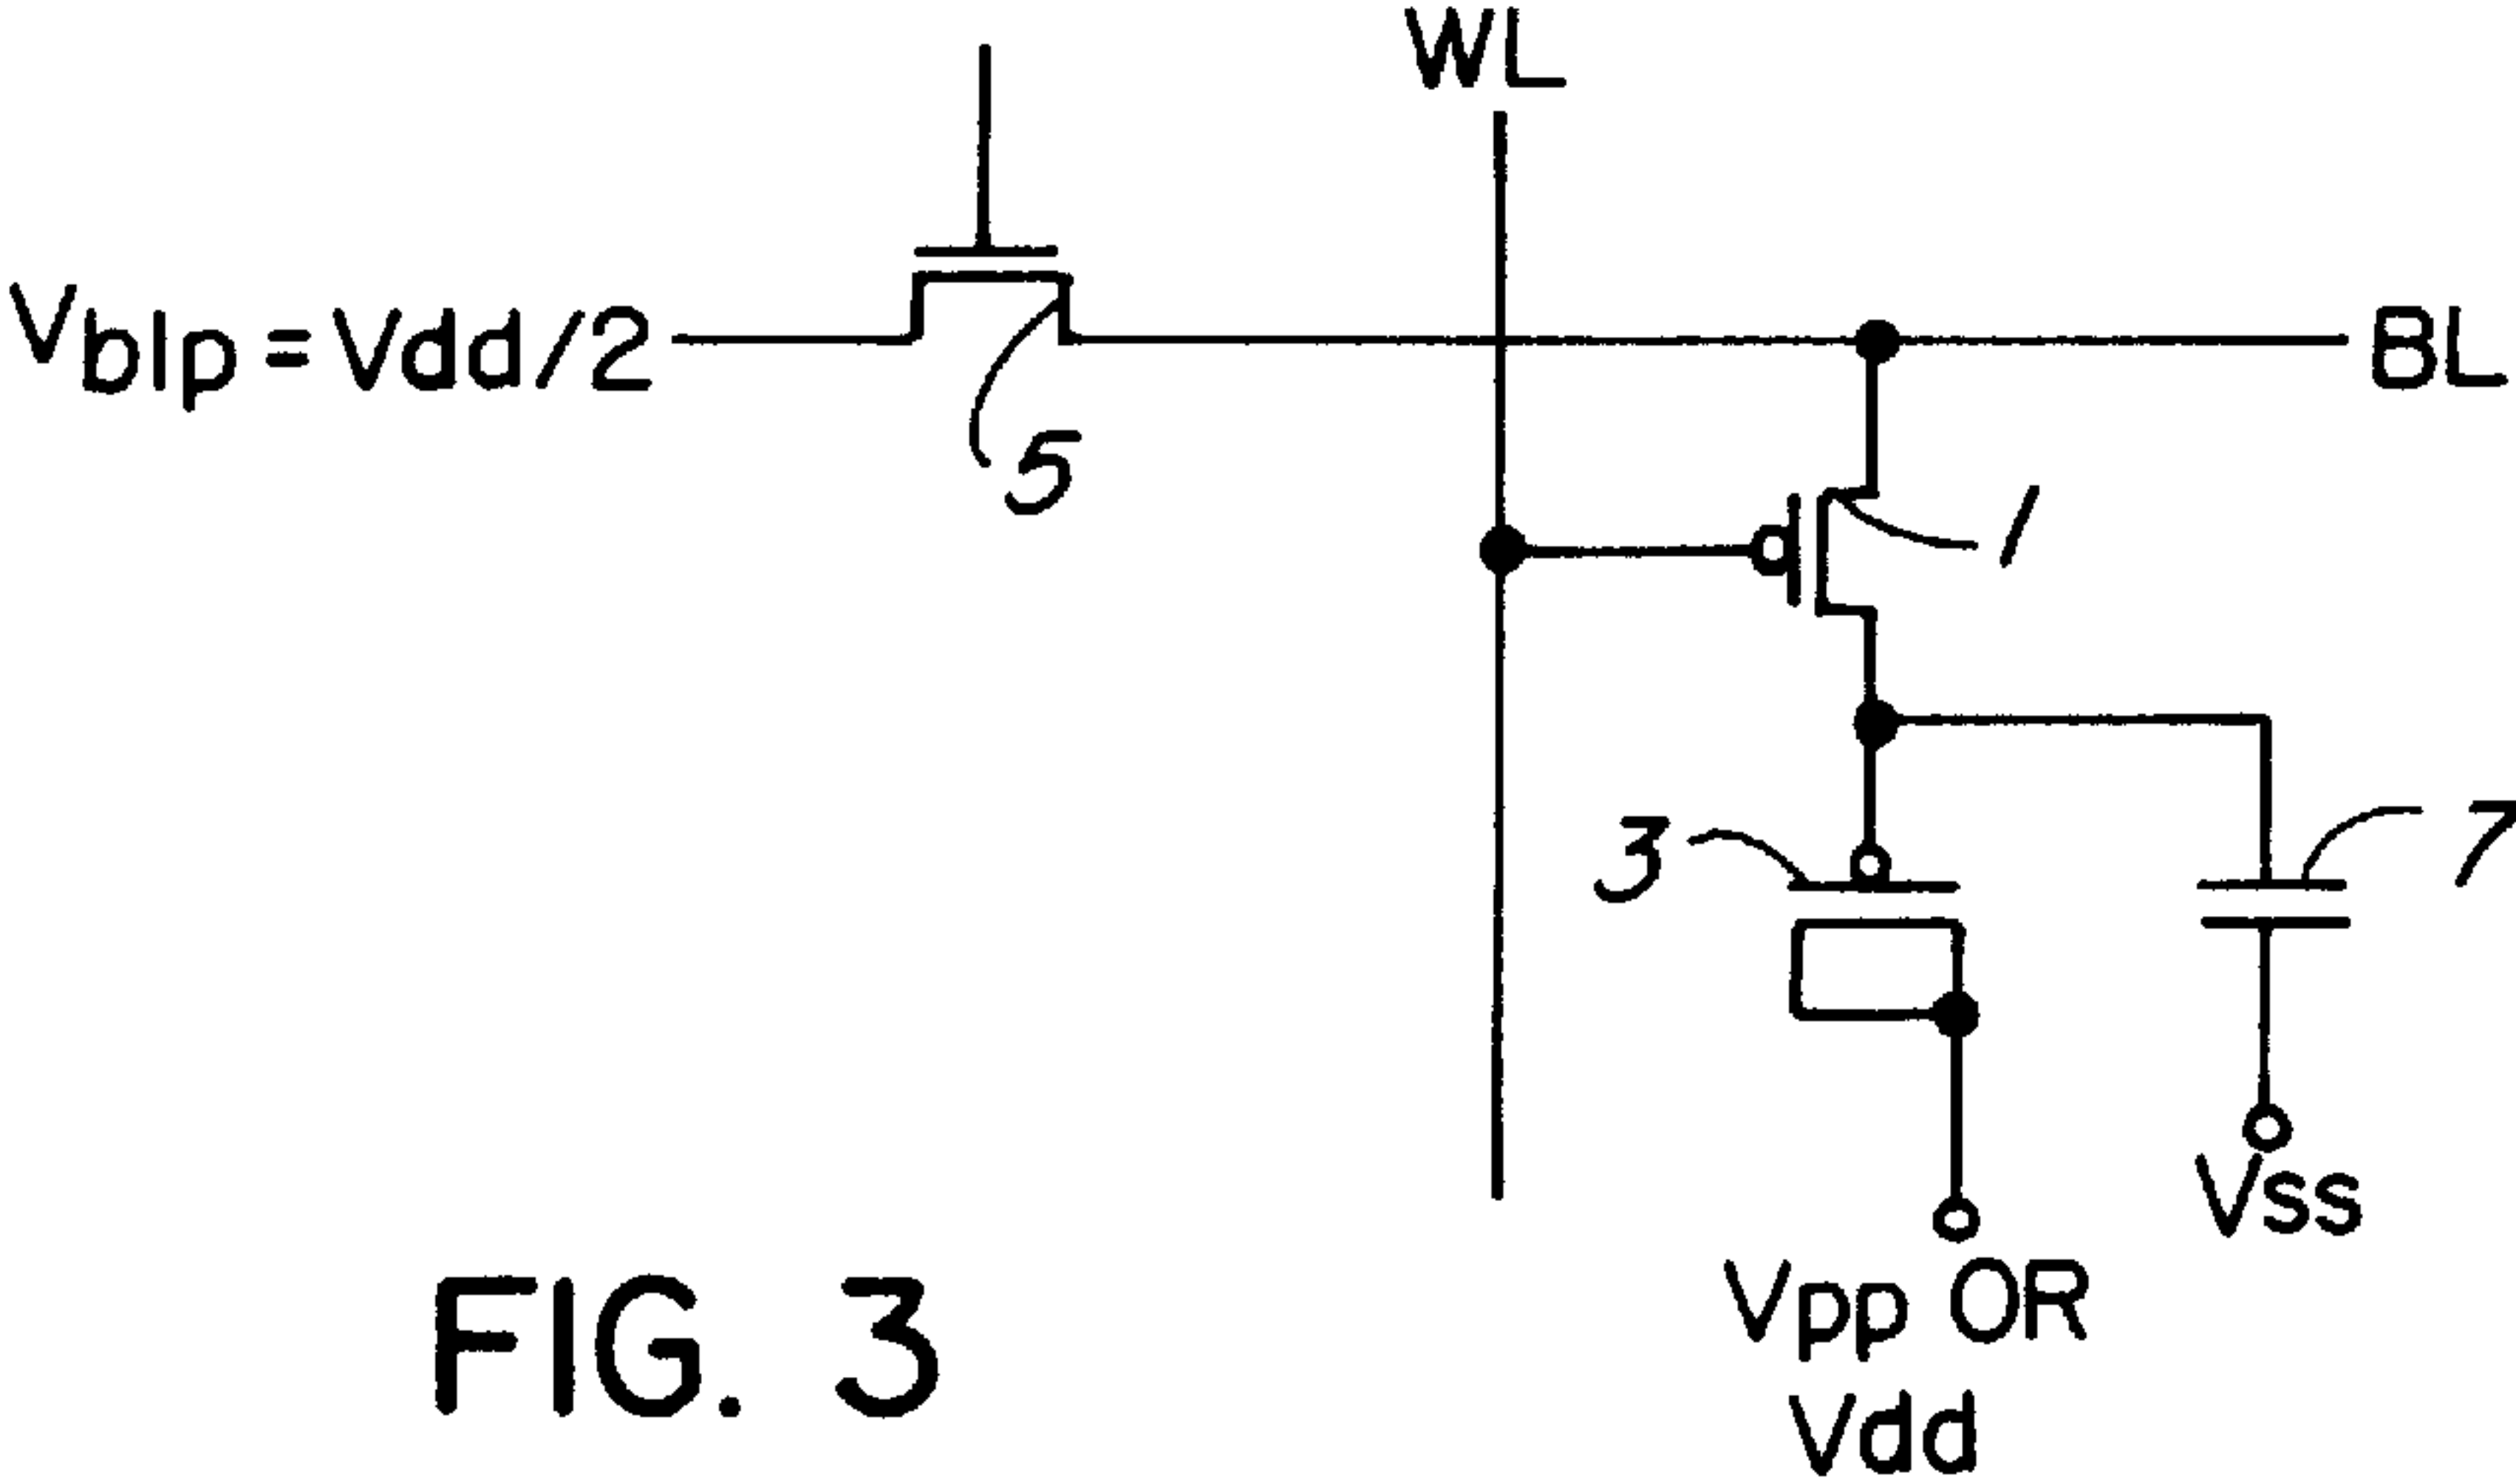 WL
Vblp = Vdd/2
BL
5
1
3
7
Vss
Vpp OR
Vdd
FIG. 3